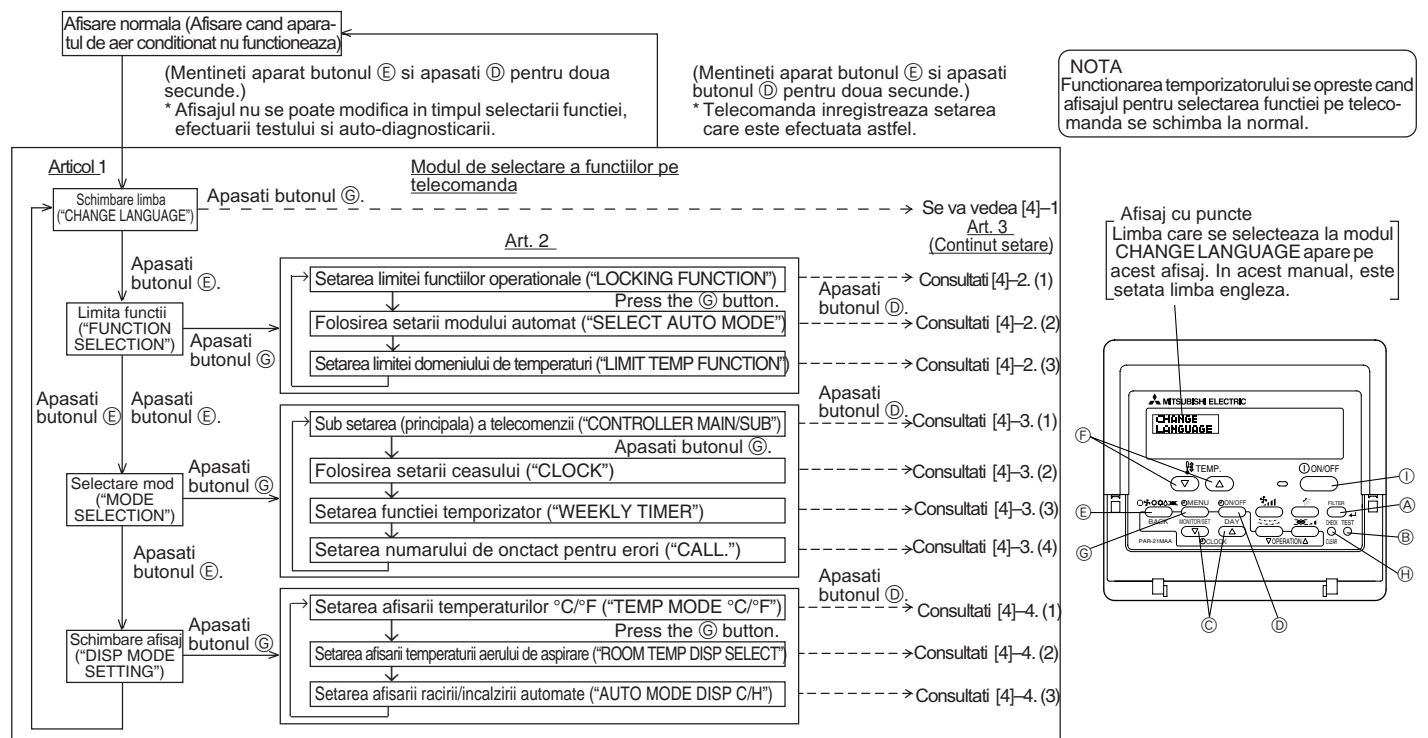 Afisare normala (Afisare cand apara-
tul de aer conditionat nu functioneaza)
(Mentineti aparat butonul Ⓔ si apasati Ⓓ pentru doua
secunde.)
* Afisajul nu se poate modifica in timpul selectarii functiei,
efectuarii testului si auto-diagnosticarii.
(Mentineti aparat butonul Ⓔ si apasati
butonul Ⓓ pentru doua secunde.)
* Telecomanda inregistreaza setarea
care este efectuata astfel.
NOTA
Functionarea temporizatorului se opreste cand
afisajul pentru selectarea functiei pe teleco-
manda se schimba la normal.
Articol 1
Modul de selectare a functiilor pe
telecomanda
Schimbare limba
(“CHANGE LANGUAGE”)
Apasati butonul Ⓖ.
Se va vedea [4]–1
Art. 2
Art. 3
(Continut setare)
Apasati
butonul Ⓔ.
Limita functii
(“FUNCTION
SELECTION”)
Apasati
butonul Ⓖ
Setarea limitei functiilor operationale (“LOCKING FUNCTION”)
Press the Ⓖ button.
Folosirea setarii modului automat (“SELECT AUTO MODE”)
Setarea limitei domeniului de temperaturi (“LIMIT TEMP FUNCTION”)
Apasati
butonul Ⓓ.
Consultati [4]–2. (1)
Consultati [4]–2. (2)
Consultati [4]–2. (3)
Apasati
butonul Ⓔ
Apasati
butonul Ⓔ.
Selectare mod
(“MODE
SELECTION”)
Apasati
butonul Ⓖ
Sub setarea (principala) a telecomenzii (“CONTROLLER MAIN/SUB”)
Apasati butonul Ⓖ.
Folosirea setarii ceasului (“CLOCK”)
Setarea functiei temporizator (“WEEKLY TIMER”)
Setarea numarului de onctact pentru erori (“CALL.”)
Apasati
butonul Ⓓ.
Consultati [4]–3. (1)
Consultati [4]–3. (2)
Consultati [4]–3. (3)
Consultati [4]–3. (4)
Apasati
butonul Ⓔ.
Schimbare afisaj
(“DISP MODE
SETTING”)
Apasati
butonul Ⓖ
Setarea afisarii temperaturilor °C/°F (“TEMP MODE °C/°F”)
Press the Ⓖ button.
Setarea afisarii temperaturii aerului de aspirare (“ROOM TEMP DISP SELECT”)
Setarea afisarii racirii/incalzirii automate (“AUTO MODE DISP C/H”)
Apasati
butonul Ⓓ.
Consultati [4]–4. (1)
Consultati [4]–4. (2)
Consultati [4]–4. (3)
Afisaj cu puncte
Limba care se selecteaza la modul
CHANGE LANGUAGE apare pe
acest afisaj. In acest manual, este
setata limba engleza.
MITSUBISHI ELECTRIC
CHANGE
LANGUAGE
Ⓕ
TEMP.
ON/OFF
Ⓘ
MENU
ON/OFF
FILTER
Ⓐ
Ⓔ
BACK
MONITOR/SET
DAY
CHECK
TEST
Ⓖ
PAR-21MAA
CLOCK
OPERATION
CLEAR
Ⓑ
Ⓗ
Ⓒ
Ⓓ